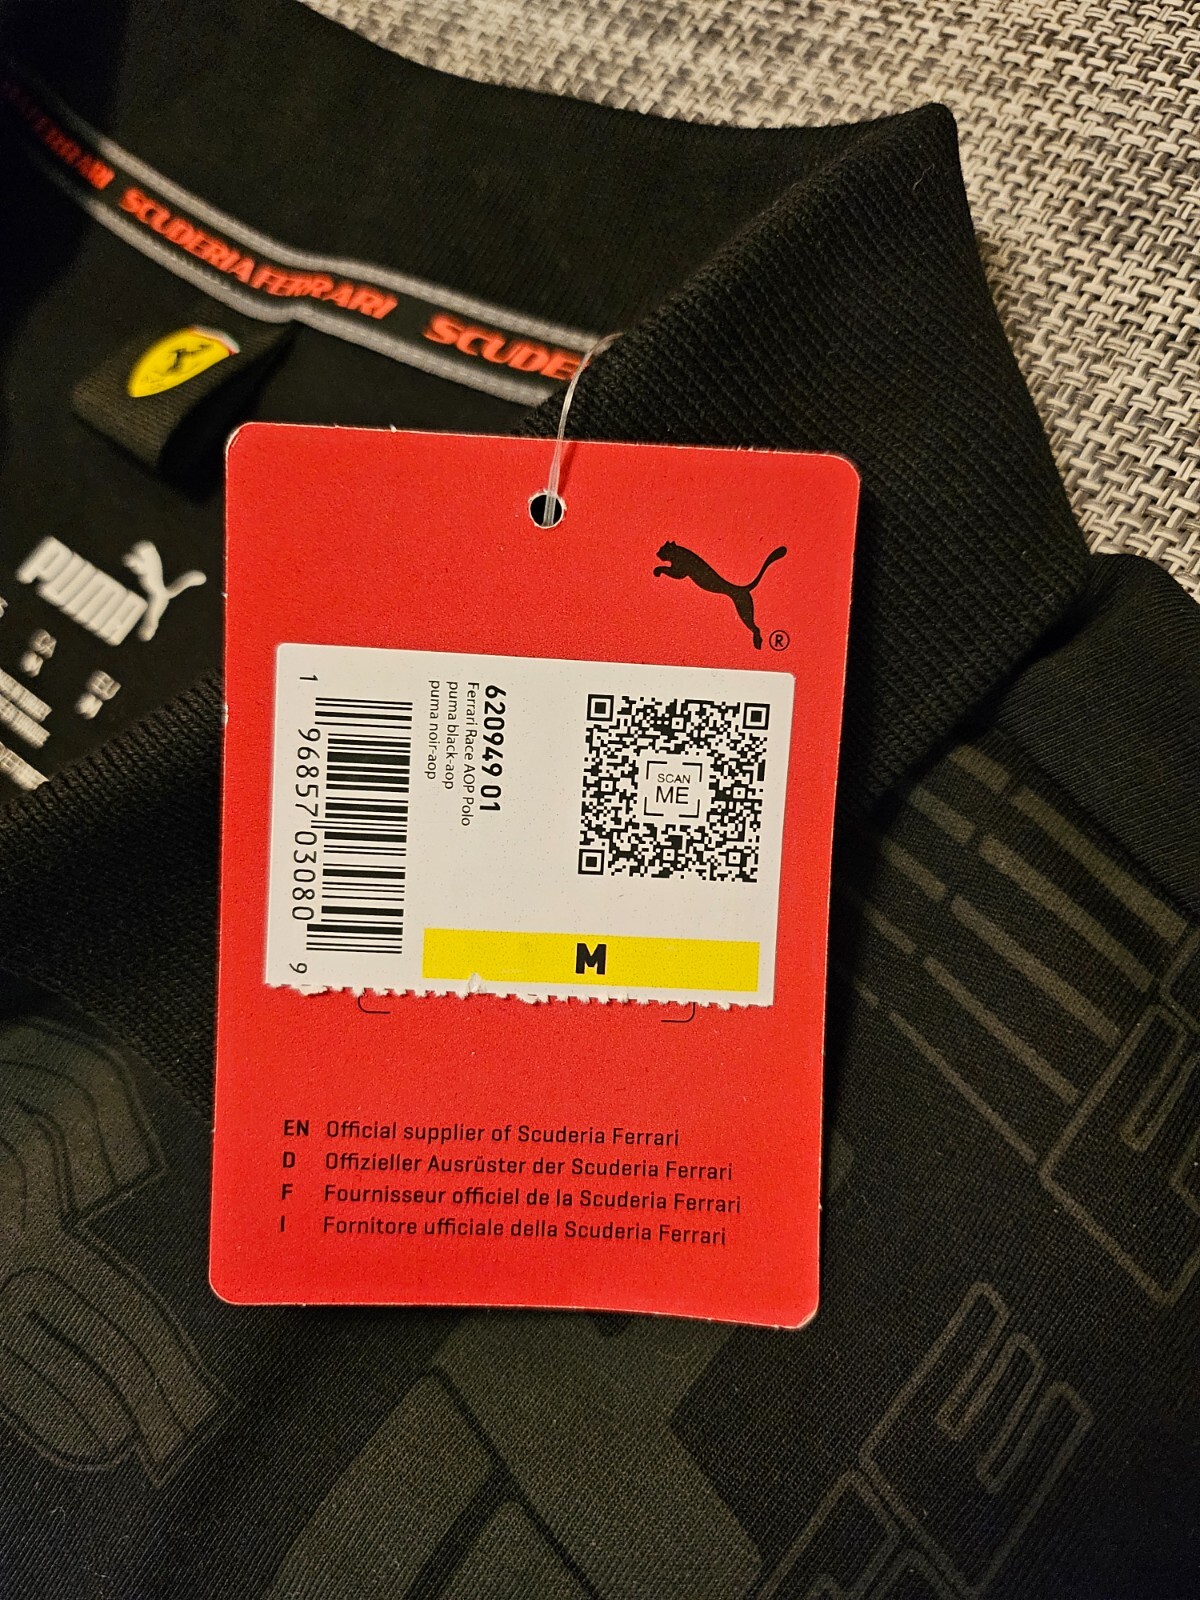 FERRARI SCUDERIA FERRARI SCUDE
PUMA
CA
M
EU
M
®
620949 01
Ferrari Race AOP Polo
puma black-aop
puma noir-aop
1 96857 03080 9
SCAN
ME
M
EN Official supplier of Scuderia Ferrari
D Offizieller Ausrüster der Scuderia Ferrari
F Fournisseur officiel de la Scuderia Ferrari
I Fornitore ufficiale della Scuderia Ferrari